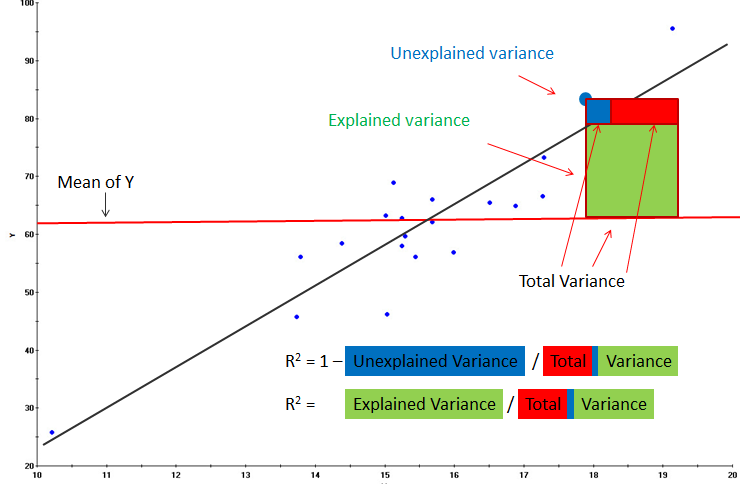 100
90
80
70
60
50
40
30
20
Y
10 11 12 13 14 15 16 17 18 19 20
Unexplained variance
Explained variance
Mean of Y
Total Variance
R² = 1 – Unexplained Variance / Total Variance
R² = Explained Variance / Total Variance